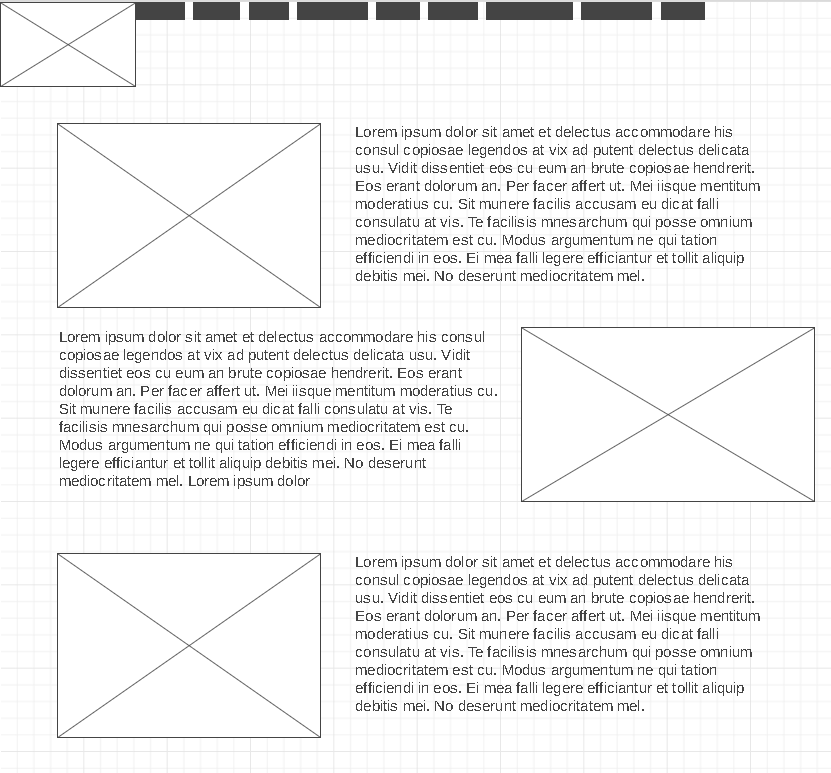 Lorem ipsum dolor sit amet et delectus accommodare his
consul copiosae legendos at vix ad putent delectus delicata
usu. Vidit dissentiet eos cu eum an brute copiosae hendrerit.
Eos erant dolorum an. Per facer affert ut. Mei iisque mentitum
moderatius cu. Sit munere facilis accusam eu dicat falli
consulatu at vis. Te facilisis mnesarchum qui posse omnium
mediocritatem est cu. Modus argumentum ne qui tation
efficiendi in eos. Ei mea falli legere efficiantur et tollit aliquip
debitis mei. No deserunt mediocritatem mel.
Lorem ipsum dolor sit amet et delectus accommodare his consul
copiosae legendos at vix ad putent delectus delicata usu. Vidit
dissentiet eos cu eum an brute copiosae hendrerit. Eos erant
dolorum an. Per facer affert ut. Mei iisque mentitum moderatius cu.
Sit munere facilis accusam eu dicat falli consulatu at vis. Te
facilisis mnesarchum qui posse omnium mediocritatem est cu.
Modus argumentum ne qui tation efficiendi in eos. Ei mea falli
legere efficiantur et tollit aliquip debitis mei. No deserunt
mediocritatem mel. Lorem ipsum dolor
Lorem ipsum dolor sit amet et delectus accommodare his
consul copiosae legendos at vix ad putent delectus delicata
usu. Vidit dissentiet eos cu eum an brute copiosae hendrerit.
Eos erant dolorum an. Per facer affert ut. Mei iisque mentitum
moderatius cu. Sit munere facilis accusam eu dicat falli
consulatu at vis. Te facilisis mnesarchum qui posse omnium
mediocritatem est cu. Modus argumentum ne qui tation
efficiendi in eos. Ei mea falli legere efficiantur et tollit aliquip
debitis mei. No deserunt mediocritatem mel.